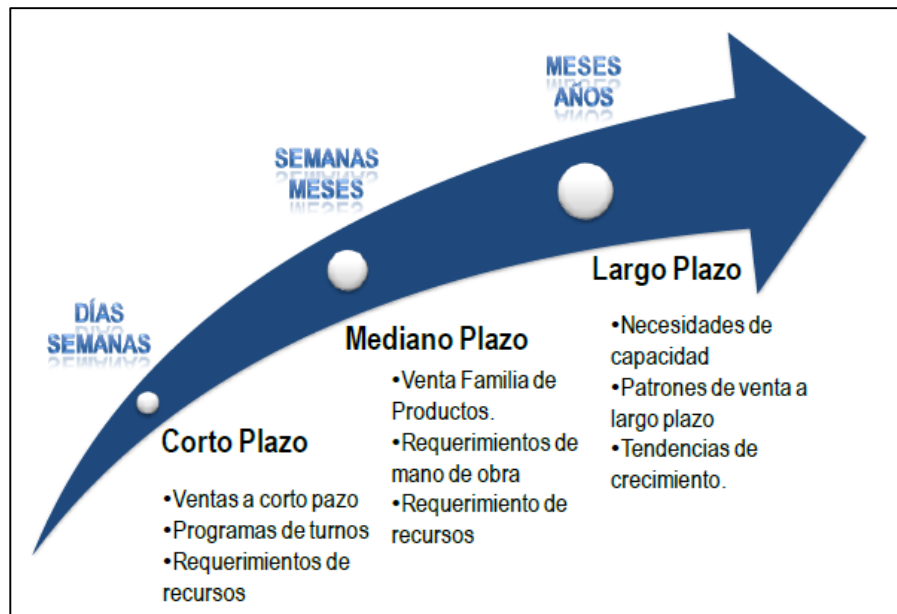 DÍAS
SEMANAS
Corto Plazo
•Ventas a corto pazo
•Programas de turnos
•Requerimientos de
recursos
SEMANAS
MESES
Mediano Plazo
•Venta Familia de
Productos.
•Requerimientos de
mano de obra
•Requerimiento de
recursos
MESES
AÑOS
Largo Plazo
•Necesidades de
capacidad
•Patrones de venta a
largo plazo
•Tendencias de
crecimiento.